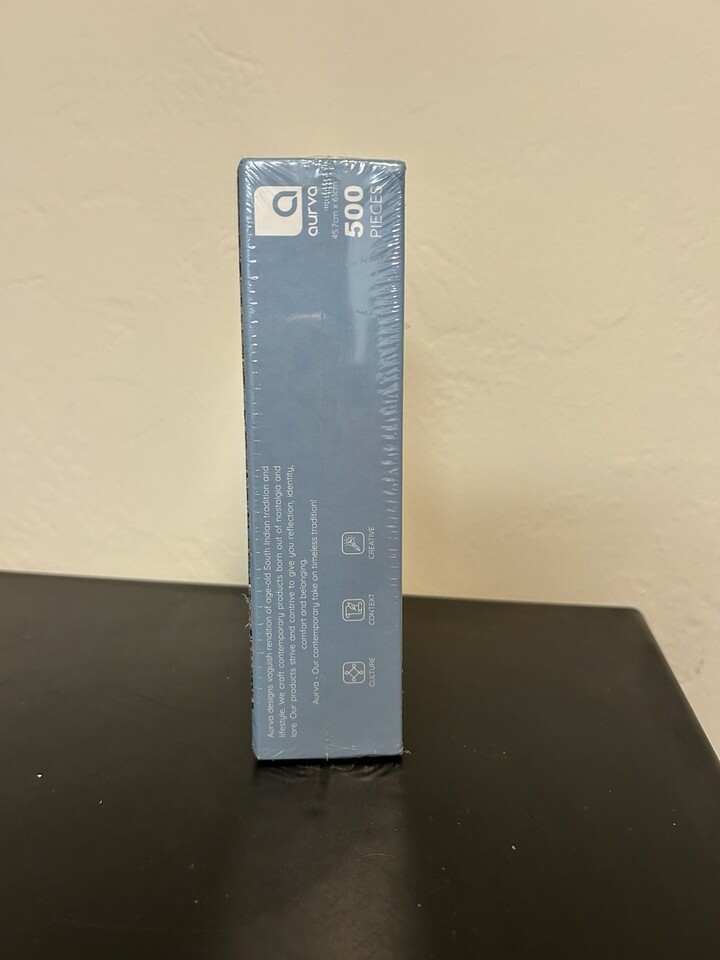 Aurva designs voguish rendition of age-old South Indian tradition and
lifestyle. We craft contemporary products born out of nostalgia and
lore. Our products strive and contrive to give you reflection, identity,
comfort and belonging.
Aurva - Our contemporary take on timeless tradition!
CULTURE
CONTEXT
CREATIVE
aurva
500
PIECES